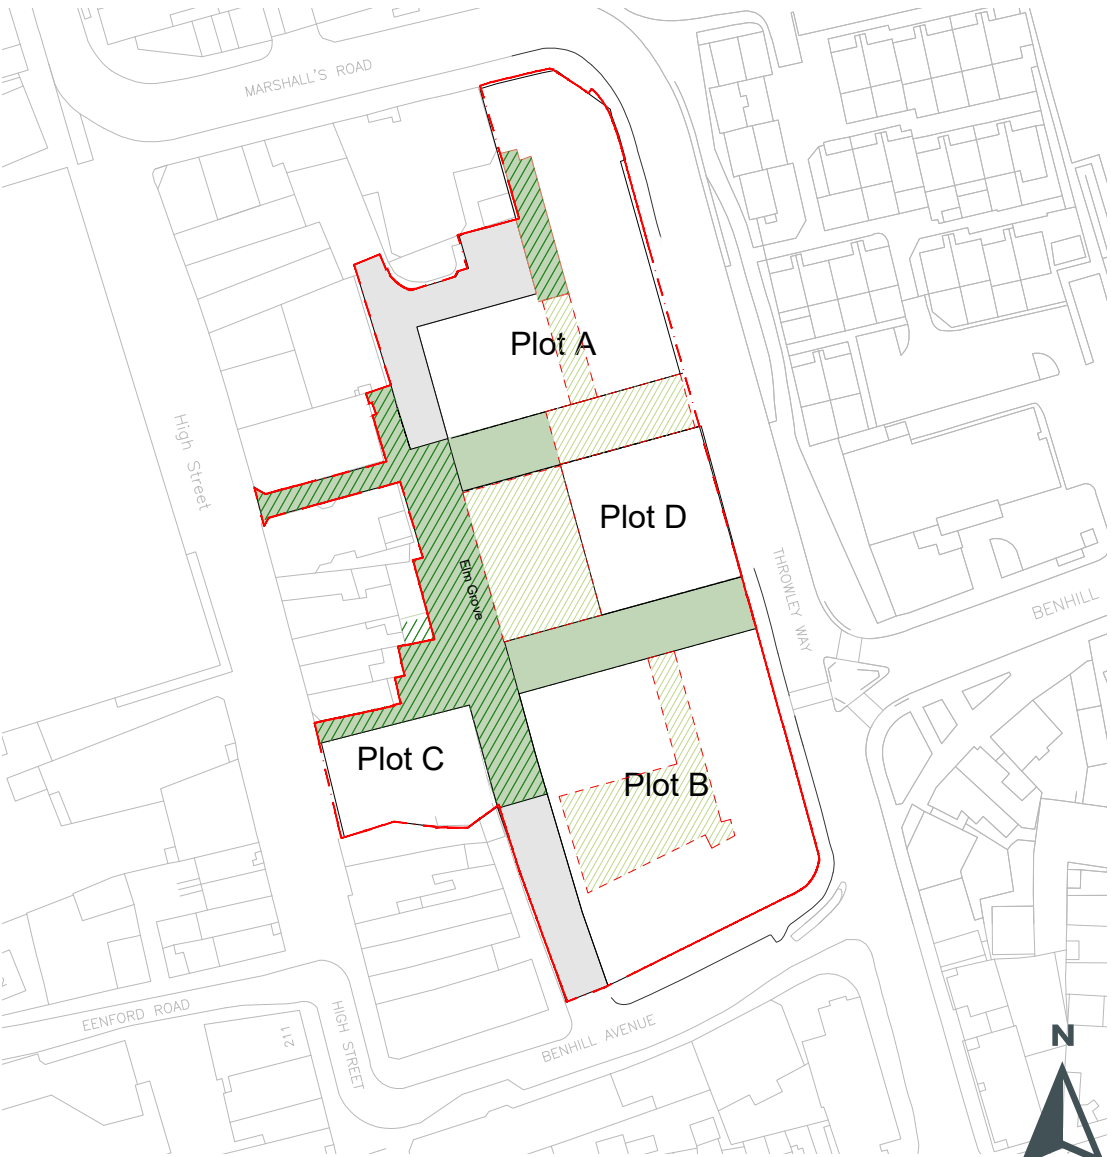 MARSHALL'S ROAD
Plot A
High Street
Plot D
Elm Grove
THROWLEY WAY
BENHILL
Plot C
Plot B
EENFORD ROAD
211
HIGH STREET
BENHILL AVENUE
N